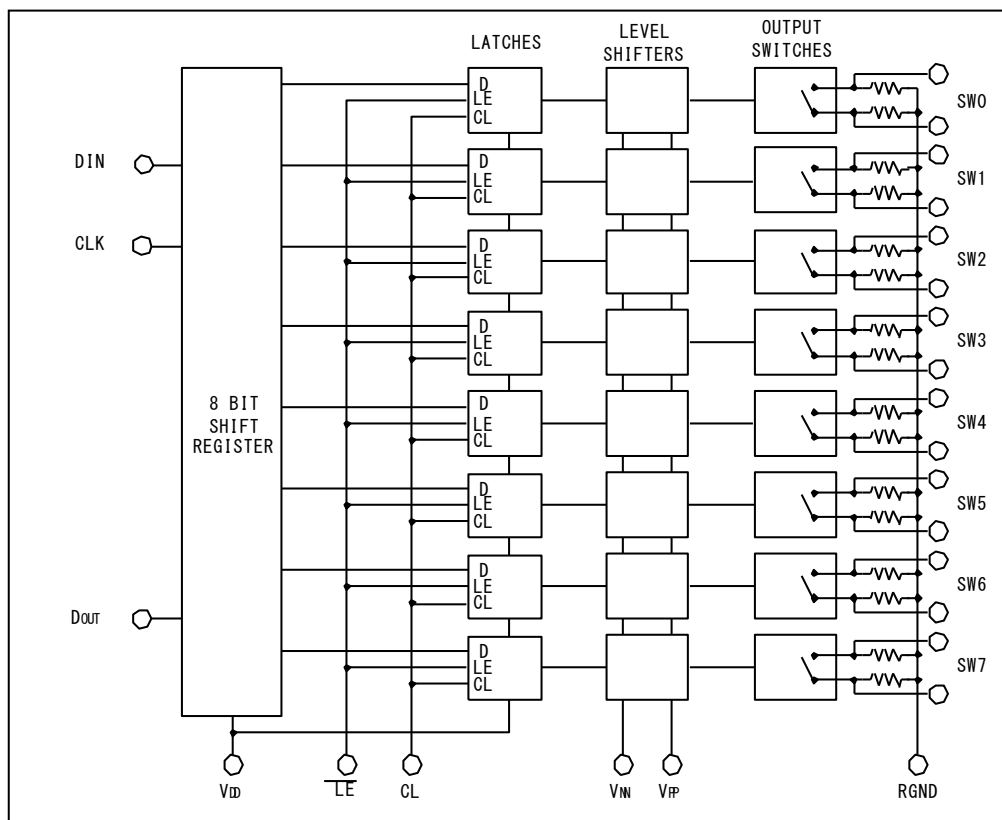 LATCHES
LEVEL
SHIFTERS
OUTPUT
SWITCHES
DIN
CLK
DOUT
8 BIT
SHIFT
REGISTER
D
LE
CL
SW0
D
LE
CL
SW1
D
LE
CL
SW2
D
LE
CL
SW3
D
LE
CL
SW4
D
LE
CL
SW5
D
LE
CL
SW6
D
LE
CL
SW7
VDD
LE
CL
VNN
VPP
RGND